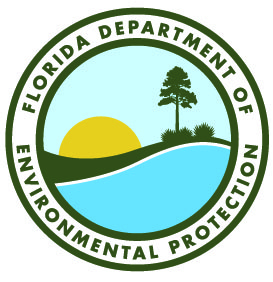 FLORIDA DEPARTMENT OF
ENVIRONMENTAL PROTECTION